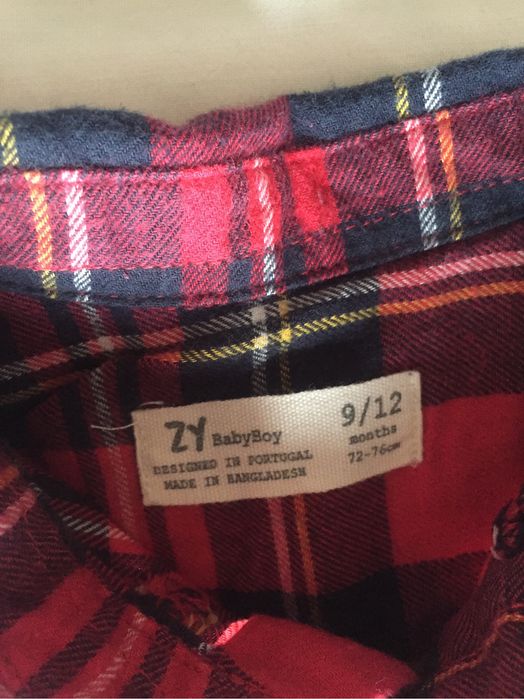 ZY BabyBoy
9/12
months
72-76cm
DESIGNED IN PORTUGAL
MADE IN BANGLADESH